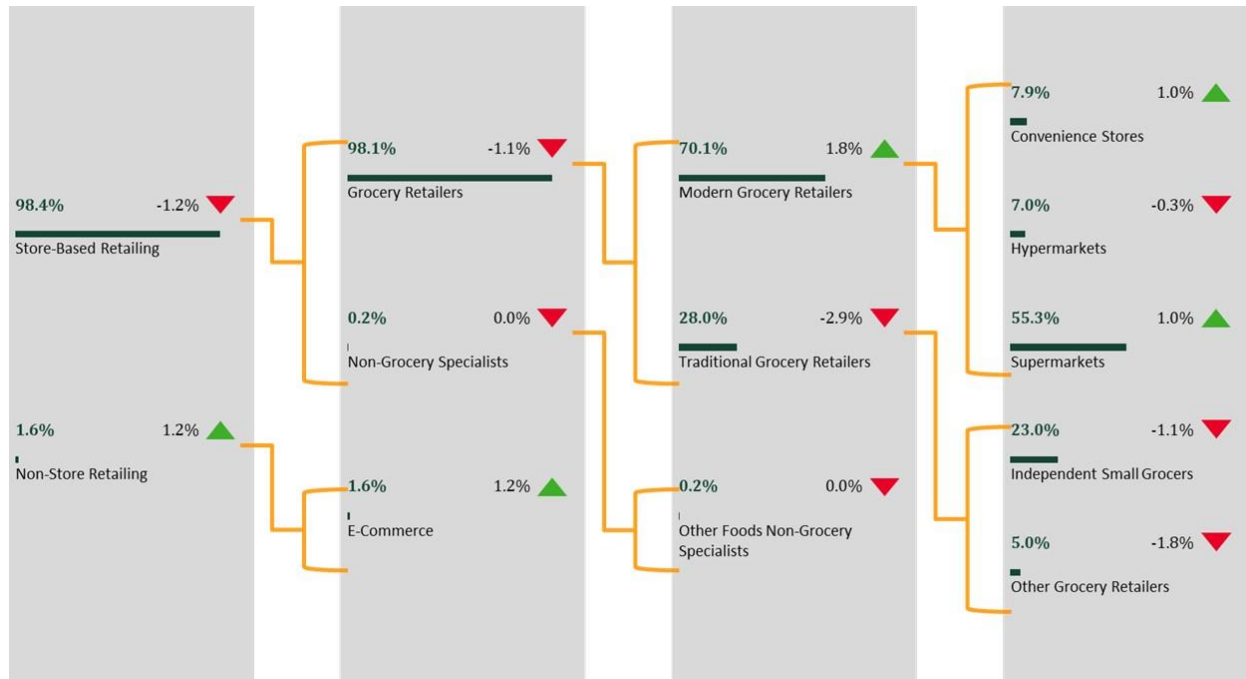 98.4% -1.2%
Store-Based Retailing
1.6% 1.2%
Non-Store Retailing
98.1% -1.1%
Grocery Retailers
0.2% 0.0%
Non-Grocery Specialists
1.6% 1.2%
E-Commerce
70.1% 1.8%
Modern Grocery Retailers
28.0% -2.9%
Traditional Grocery Retailers
0.2% 0.0%
Other Foods Non-Grocery
Specialists
7.9% 1.0%
Convenience Stores
7.0% -0.3%
Hypermarkets
55.3% 1.0%
Supermarkets
23.0% -1.1%
Independent Small Grocers
5.0% -1.8%
Other Grocery Retailers